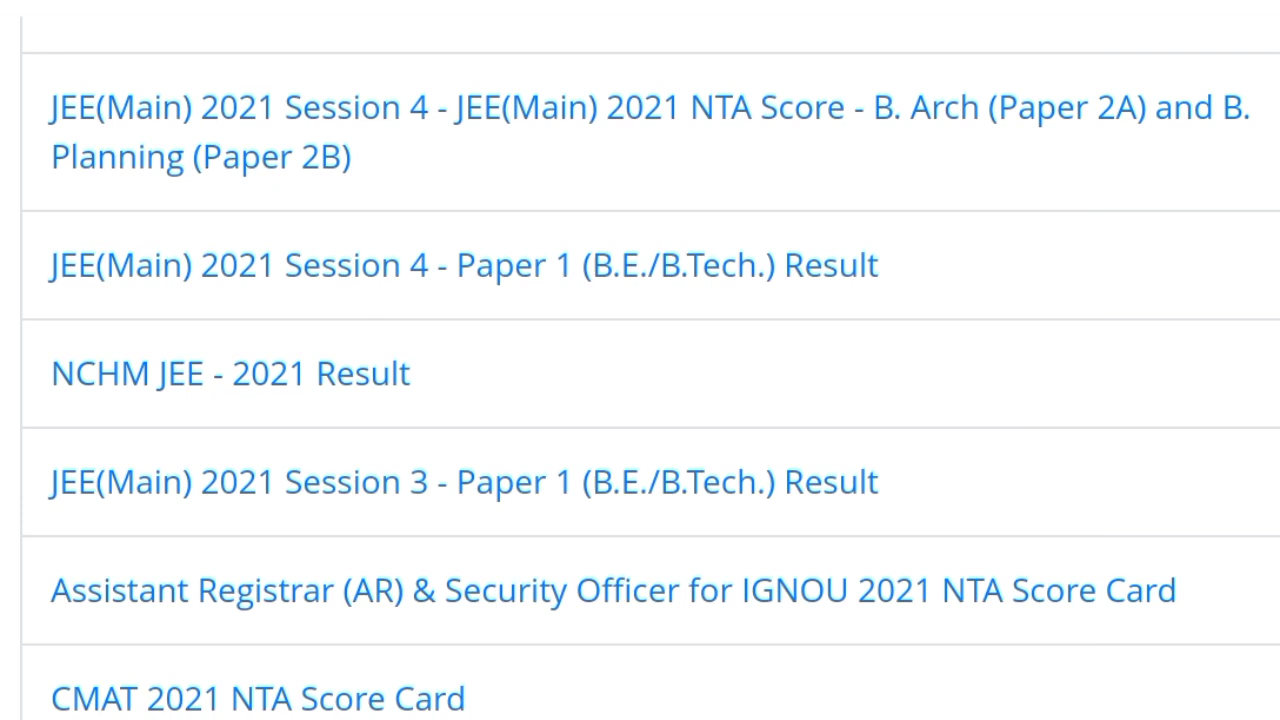 JEE(Main) 2021 Session 4 - JEE(Main) 2021 NTA Score - B. Arch (Paper 2A) and B.
Planning (Paper 2B)
JEE(Main) 2021 Session 4 - Paper 1 (B.E./B.Tech.) Result
NCHM JEE - 2021 Result
JEE(Main) 2021 Session 3 - Paper 1 (B.E./B.Tech.) Result
Assistant Registrar (AR) & Security Officer for IGNOU 2021 NTA Score Card
CMAT 2021 NTA Score Card